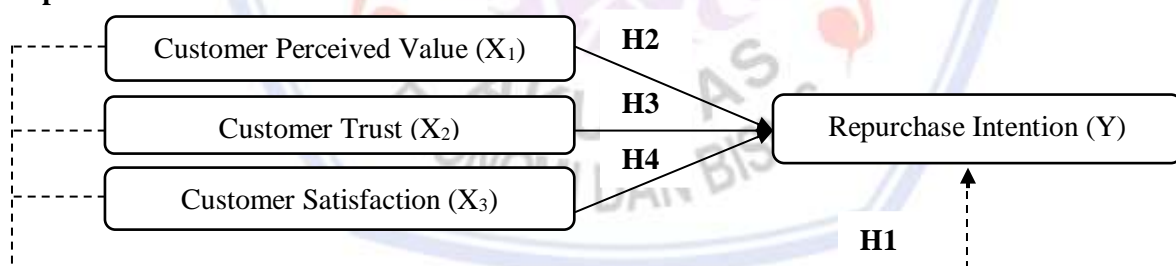 Customer Perceived Value (X₁)
H2
H3
Customer Trust (X₂)
Repurchase Intention (Y)
H4
Customer Satisfaction (X₃)
H1